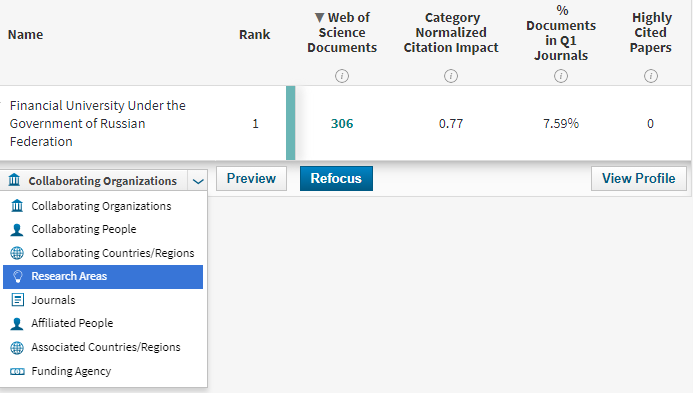 Name
Rank
▼ Web of
Science
Documents
Category
Normalized
Citation Impact
%
Documents
in Q1
Journals
Highly
Cited
Papers
i
i
i
i
Financial University Under the
Government of Russian
Federation
1
306
0.77
7.59%
0
Collaborating Organizations
Preview
Refocus
View Profile
Collaborating Organizations
Collaborating People
Collaborating Countries/Regions
Research Areas
Journals
Affiliated People
Associated Countries/Regions
Funding Agency